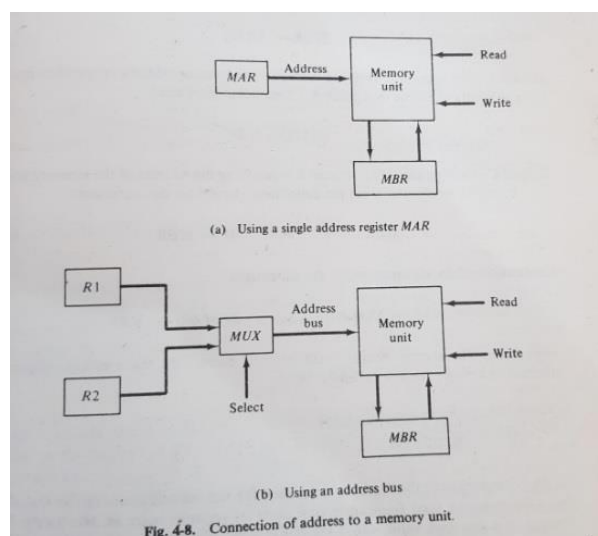 MAR
Address
Memory
unit
Read
Write
MBR
(a) Using a single address register MAR
R1
R2
MUX
Select
Address
bus
Memory
unit
Read
Write
MBR
(b) Using an address bus
Fig. 4-8. Connection of address to a memory unit.